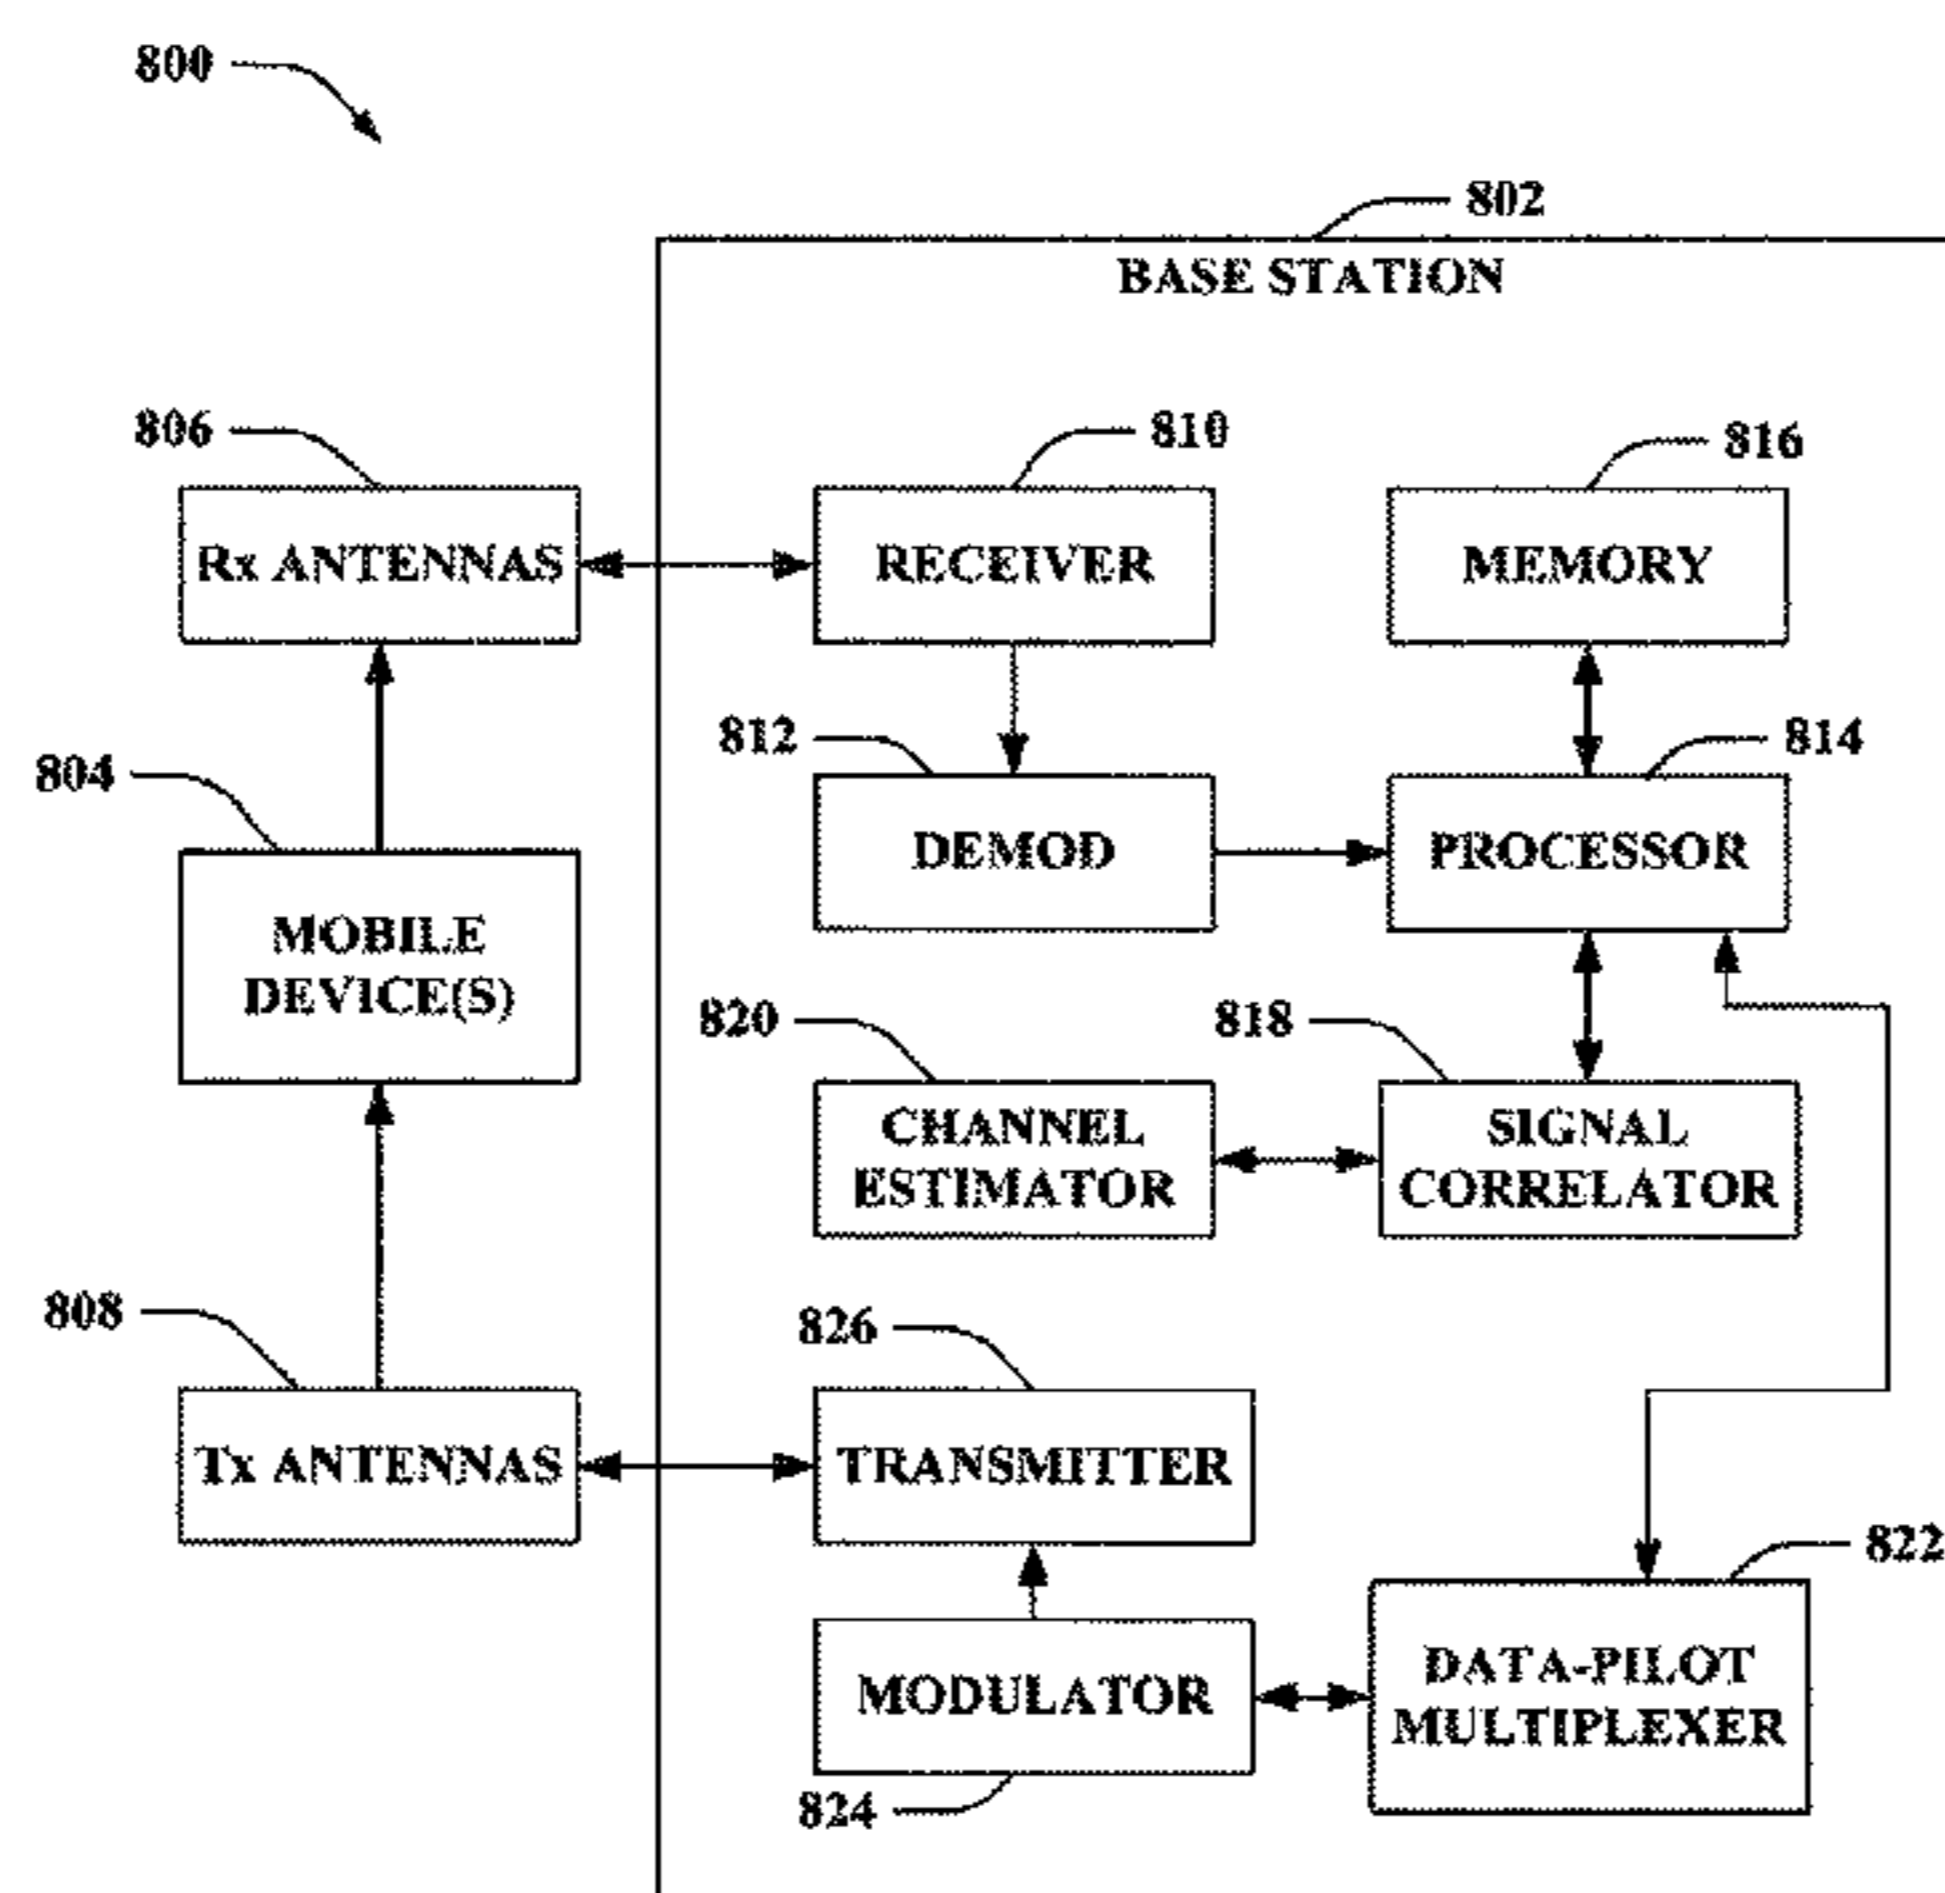 800
802
BASE STATION
806
810
816
Rx ANTENNAS
RECEIVER
MEMORY
812
814
804
DEMOD
PROCESSOR
MOBILE
DEVICE(S)
820
818
CHANNEL
ESTIMATOR
SIGNAL
CORRELATOR
808
826
Tx ANTENNAS
TRANSMITTER
822
MODULATOR
DATA-PILOT
MULTIPLEXER
824